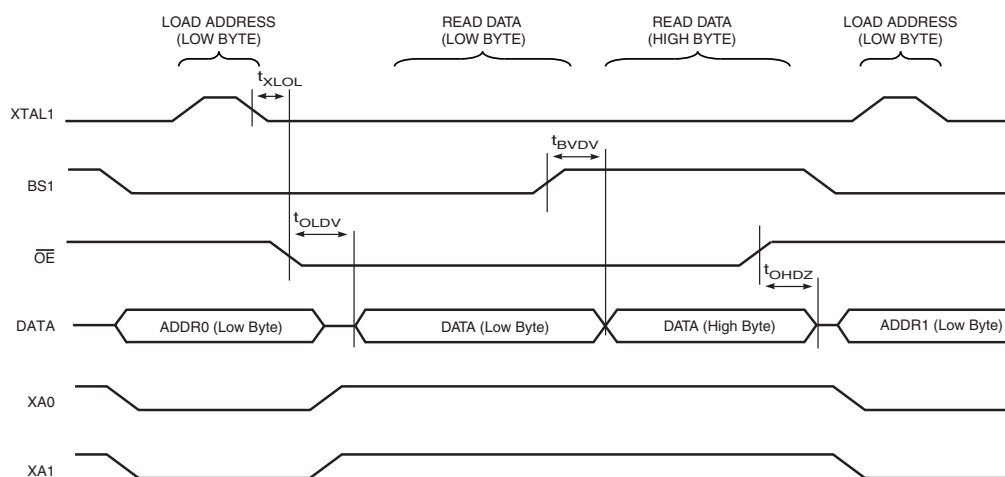 LOAD ADDRESS
(LOW BYTE)
READ DATA
(LOW BYTE)
READ DATA
(HIGH BYTE)
LOAD ADDRESS
(LOW BYTE)
tXLOL
XTAL1
tBVDV
BS1
tOLDV
OE
tOHDZ
DATA
ADDR0 (Low Byte)
DATA (Low Byte)
DATA (High Byte)
ADDR1 (Low Byte)
XA0
XA1